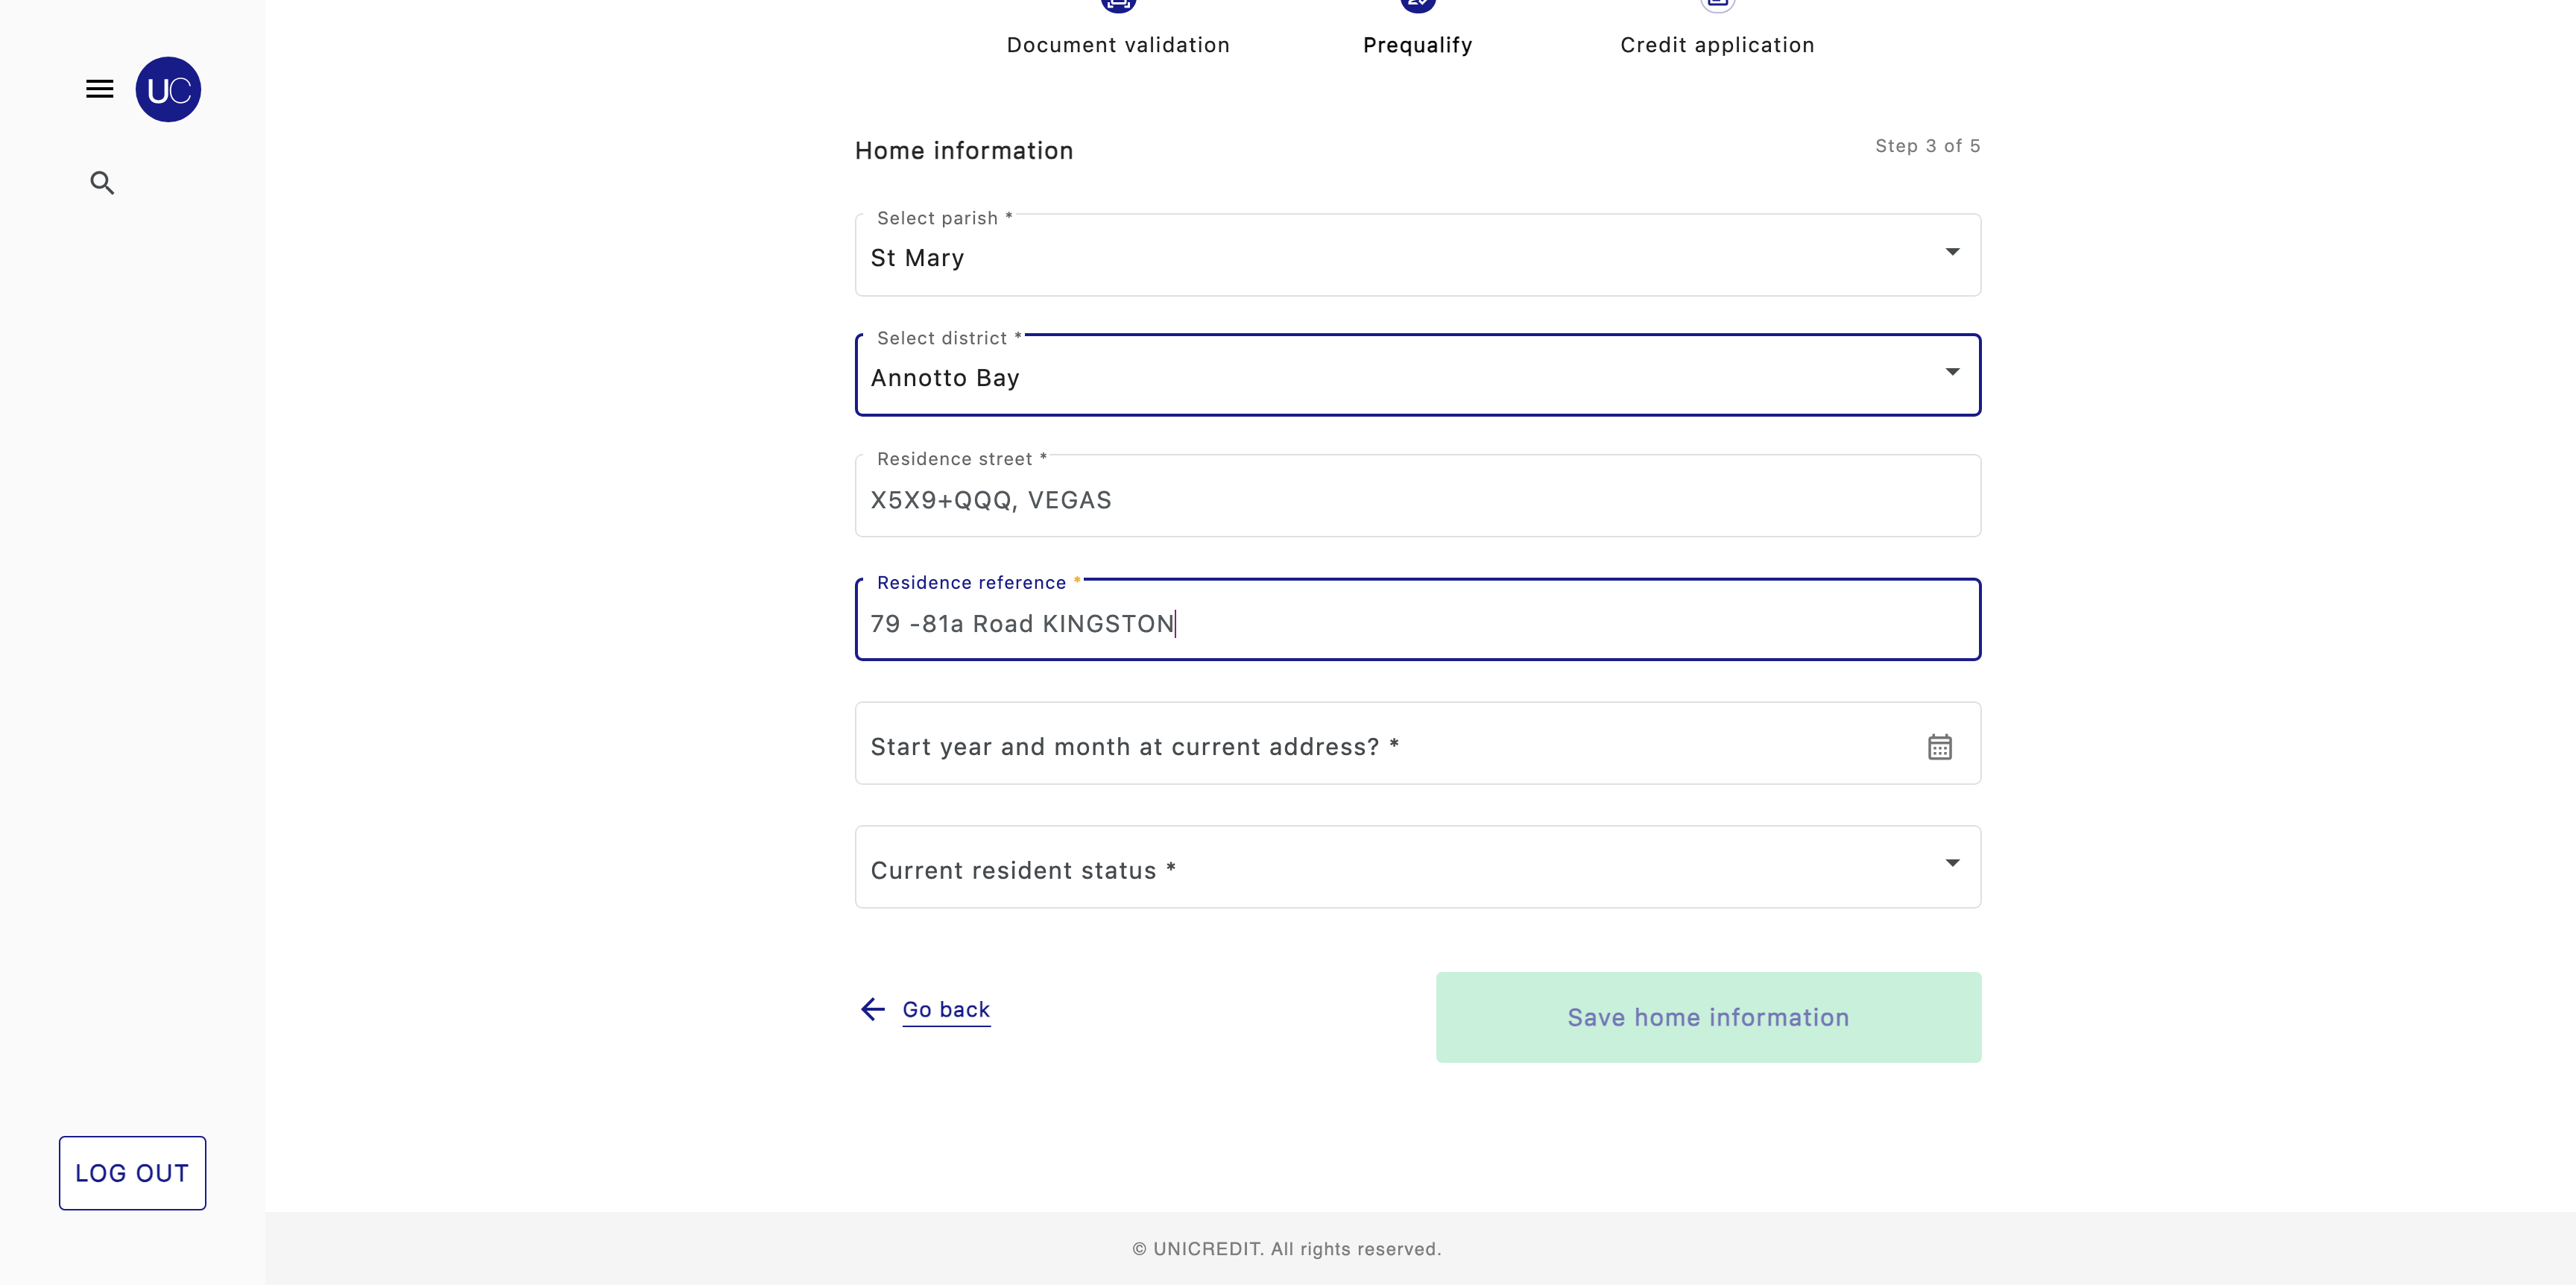 Document validation
Prequalify
Credit application
UC
Home information
Step 3 of 5
Select parish *
St Mary
Select district *
Annotto Bay
Residence street *
X5X9+QQQ, VEGAS
Residence reference *
79 -81a Road KINGSTON
Start year and month at current address? *
Current resident status *
Go back
Save home information
LOG OUT
© UNICREDIT. All rights reserved.